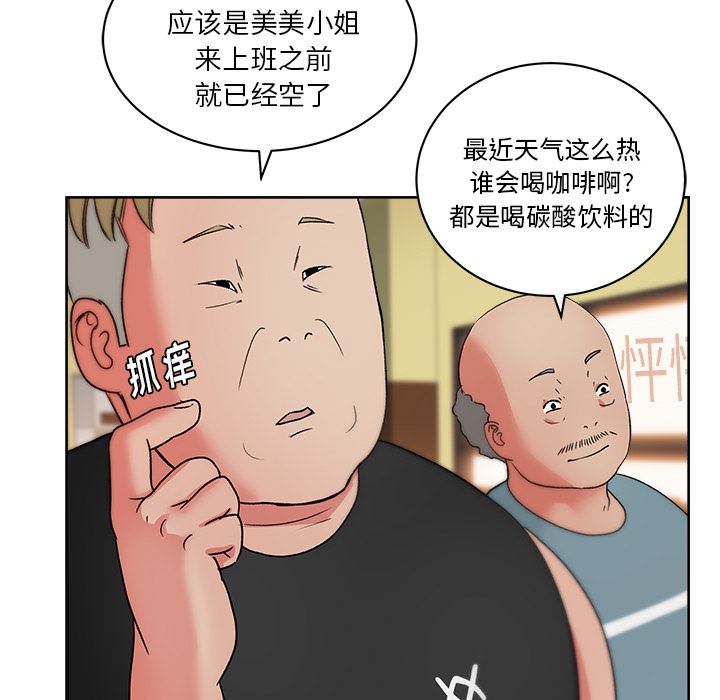 应该是美美小姐
来上班之前
就已经空了
最近天气这么热
谁会喝咖啡啊?
都是喝碳酸饮料的
抓痒
怦怦